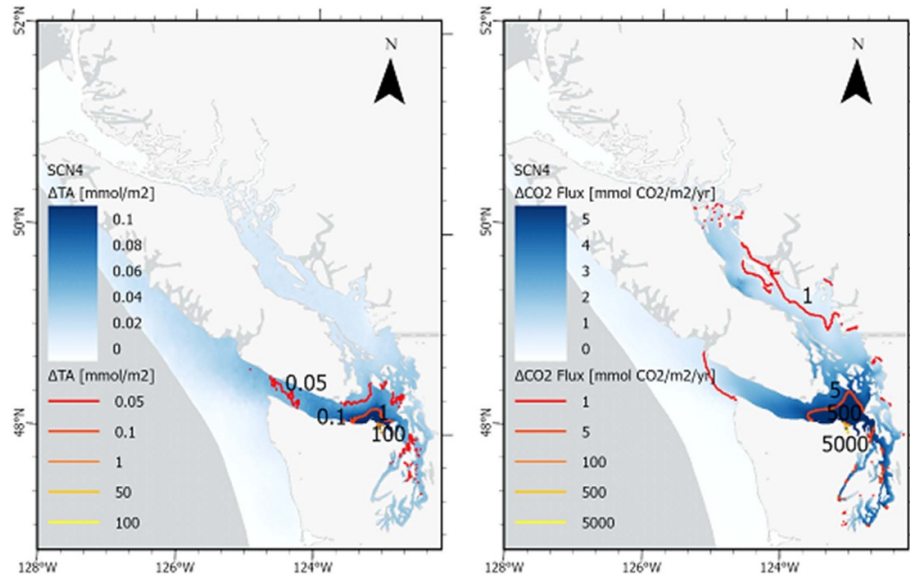 52°N
50°N
48°N
N
SCN4
ΔTA [mmol/m2]
0.1
0.08
0.06
0.04
0.02
0
ΔTA [mmol/m2]
0.05
0.1
1
50
100
0.05
0.1
1
100
128°W
126°W
124°W
52°N
50°N
48°N
N
SCN4
ΔCO2 Flux [mmol CO2/m2/yr]
5
4
3
2
1
0
ΔCO2 Flux [mmol CO2/m2/yr]
1
5
100
500
5000
1
5
500
5000
128°W
126°W
124°W